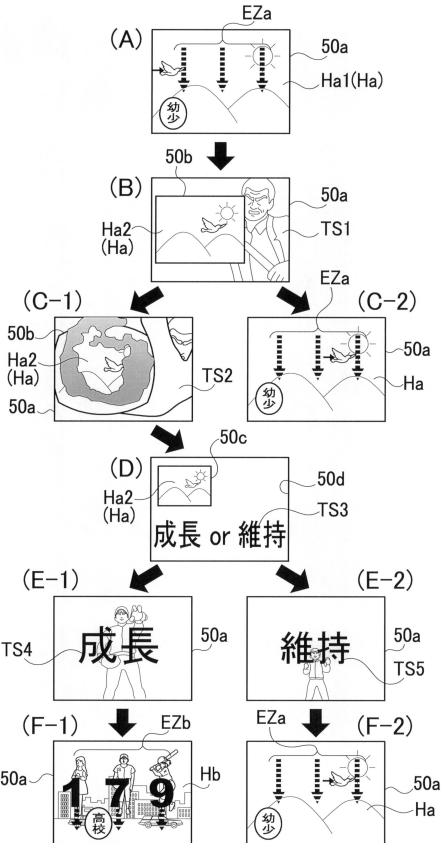 EZa
(A)
50a
Ha1(Ha)
幼少
50b
(B)
50a
Ha2
(Ha)
TS1
EZa
(C-1)
(C-2)
50b
50a
Ha2
(Ha)
TS2
Ha
50a
幼少
50c
(D)
Ha2
(Ha)
50d
TS3
成長 or 維持
(E-1)
(E-2)
成長
50a
維持
50a
TS4
TS5
EZb
EZa
(F-1)
(F-2)
50a
Hb
1 7 9
50a
高校
Ha
幼少